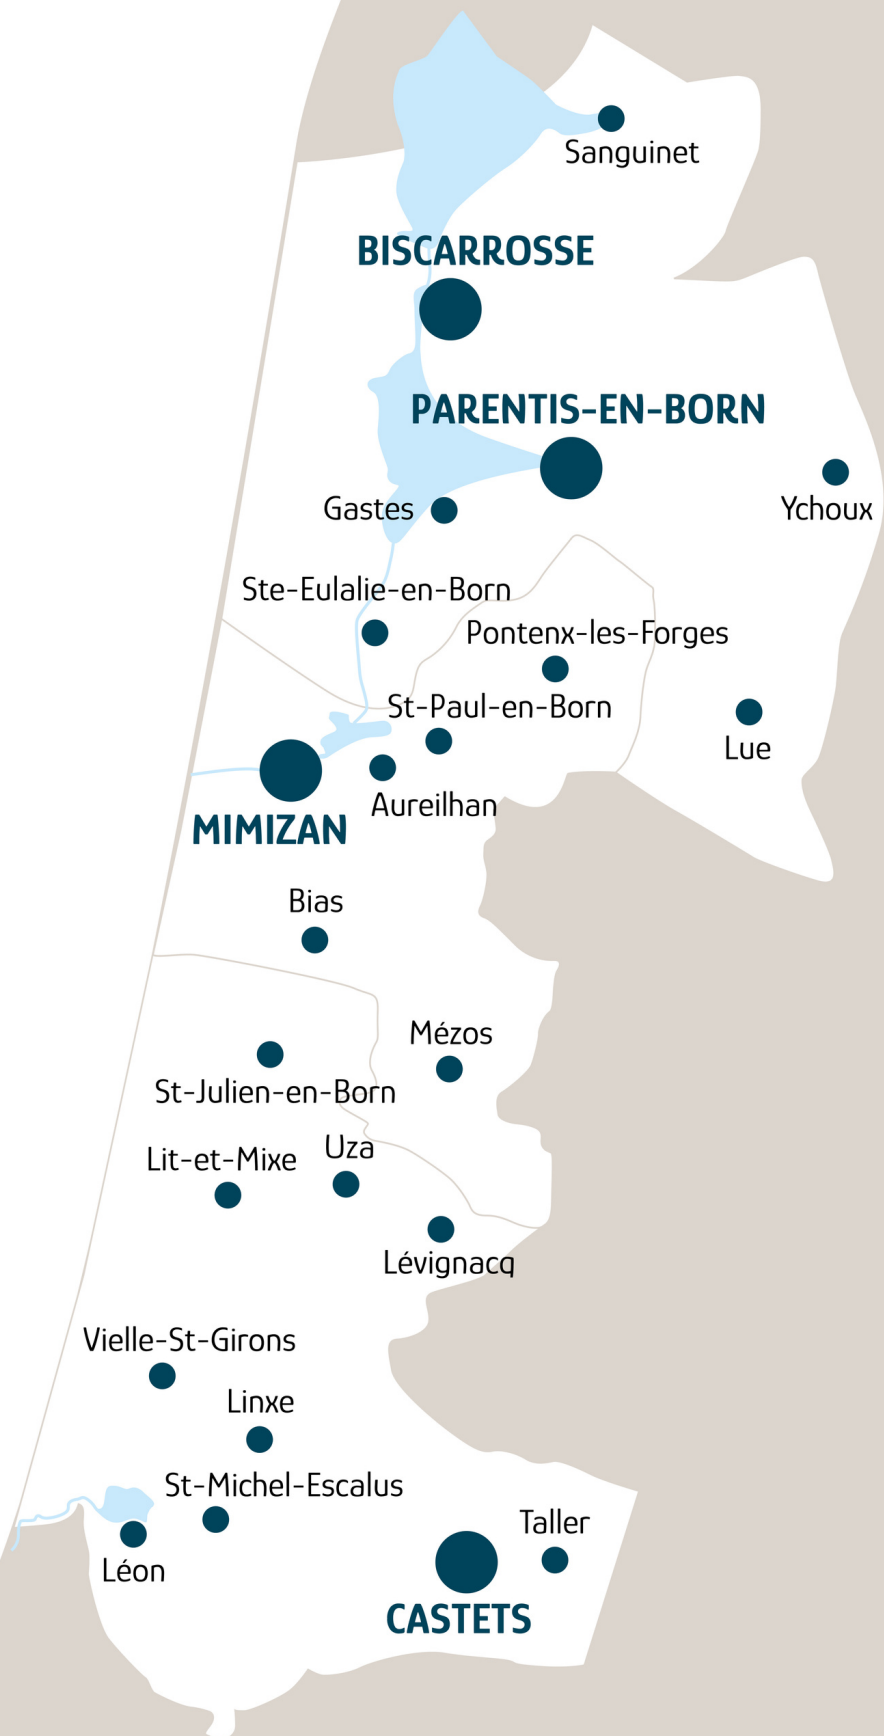 Sanguinet
BISCARROSSE
PARENTIS-EN-BORN
Ychoux
Gastes
Ste-Eulalie-en-Born
Pontenx-les-Forges
St-Paul-en-Born
Lue
Aureilhan
MIMIZAN
Bias
Mézos
St-Julien-en-Born
Uza
Lit-et-Mixe
Lévignacq
Vielle-St-Girons
Linxe
St-Michel-Escalus
Taller
Léon
CASTETS